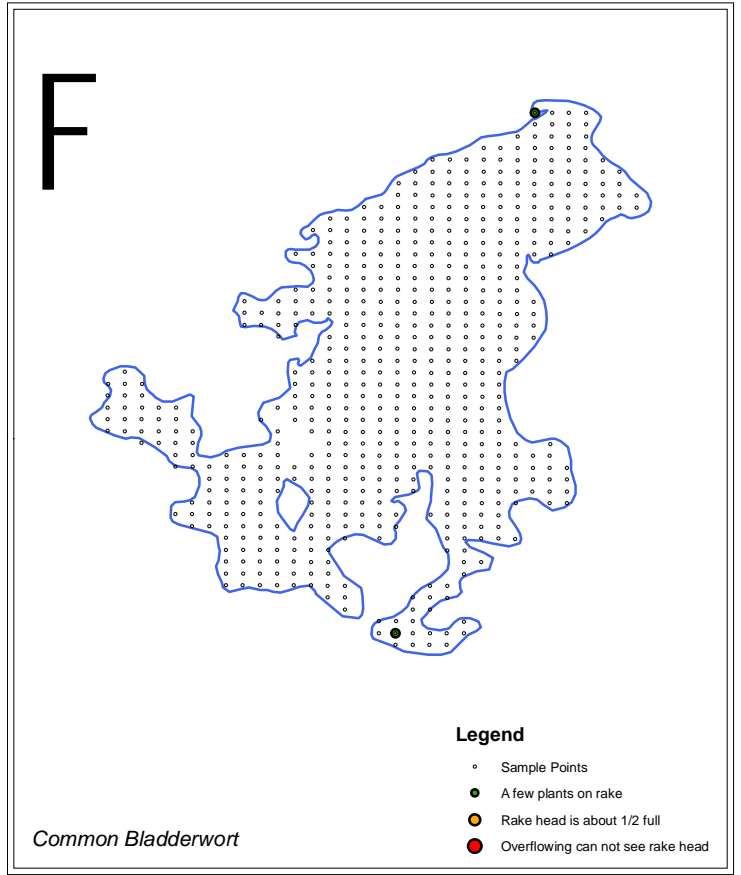 F
Legend
Sample Points
A few plants on rake
Rake head is about 1/2 full
Overflowing can not see rake head
Common Bladderwort